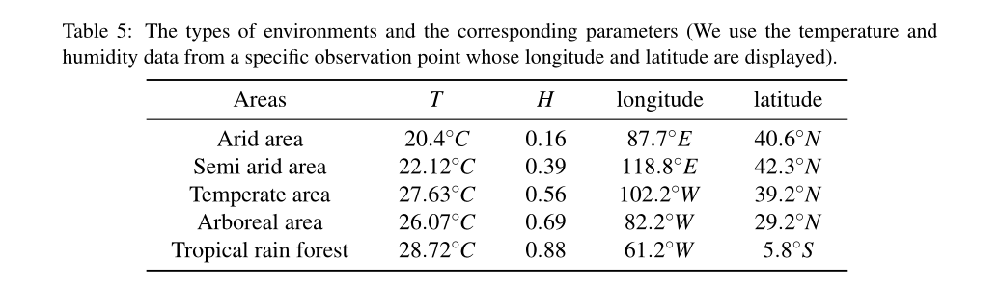 Table 5: The types of environments and the corresponding parameters (We use the temperature and
humidity data from a specific observation point whose longitude and latitude are displayed).
Areas T H longitude latitude
Arid area 20.4°C 0.16 87.7°E 40.6°N
Semi arid area 22.12°C 0.39 118.8°E 42.3°N
Temperate area 27.63°C 0.56 102.2°W 39.2°N
Arboreal area 26.07°C 0.69 82.2°W 29.2°N
Tropical rain forest 28.72°C 0.88 61.2°W 5.8°S